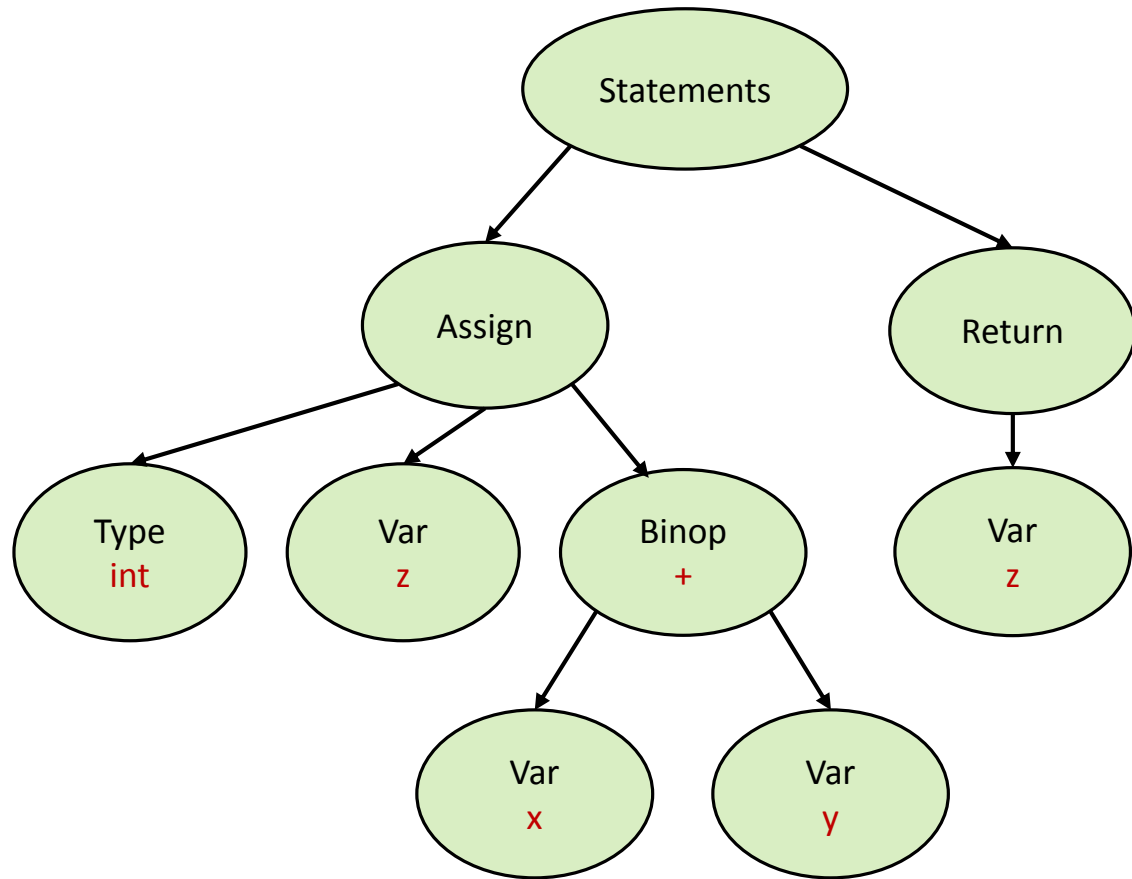 Statements
Assign
Return
Type
int
Var
z
Binop
+
Var
z
Var
x
Var
y